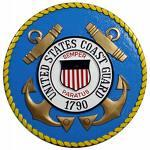 UNITED STATES COAST GUARD
SEMPER
PARATUS
1790